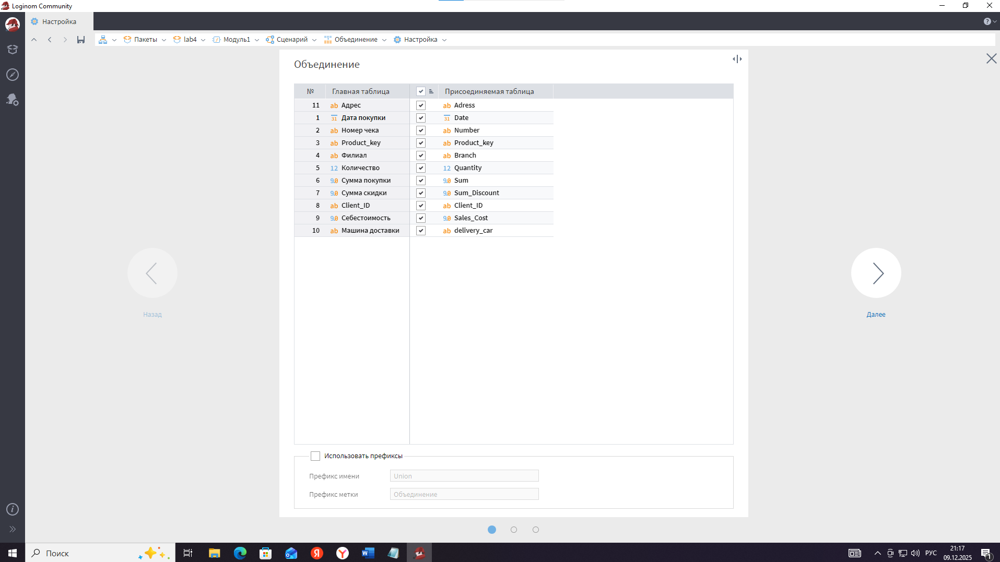 Loginom Community
Настройка
Пакеты lab4 Модуль1 Сценарий Объединение Настройка
Объединение
№ Главная таблица Присоединяемая таблица
11 ab Адрес ab Adress
1 31 Дата покупки 31 Date
2 ab Номер чека ab Number
3 ab Product_key ab Product_key
4 ab Филиал ab Branch
5 12 Количество 12 Quantity
6 9.0 Сумма покупки 9.0 Sum
7 9.0 Сумма скидки 9.0 Sum_Discount
8 ab Client_ID ab Client_ID
9 9.0 Себестоимость 9.0 Sales_Cost
10 ab Машина доставки ab delivery_car
Назад
Далее
Использовать префиксы
Префикс имени Union
Префикс метки Объединение
Поиск
РУС
21:17
09.12.2025
1